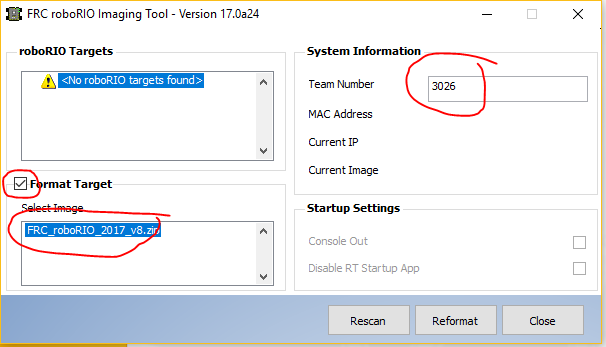 FRC roboRIO Imaging Tool - Version 17.0a24
roboRIO Targets
<No roboRIO targets found>
Format Target
Select Image
FRC_roboRIO_2017_v8.zip
System Information
Team Number 3026
MAC Address
Current IP
Current Image
Startup Settings
Console Out
Disable RT Startup App
Rescan Reformat Close